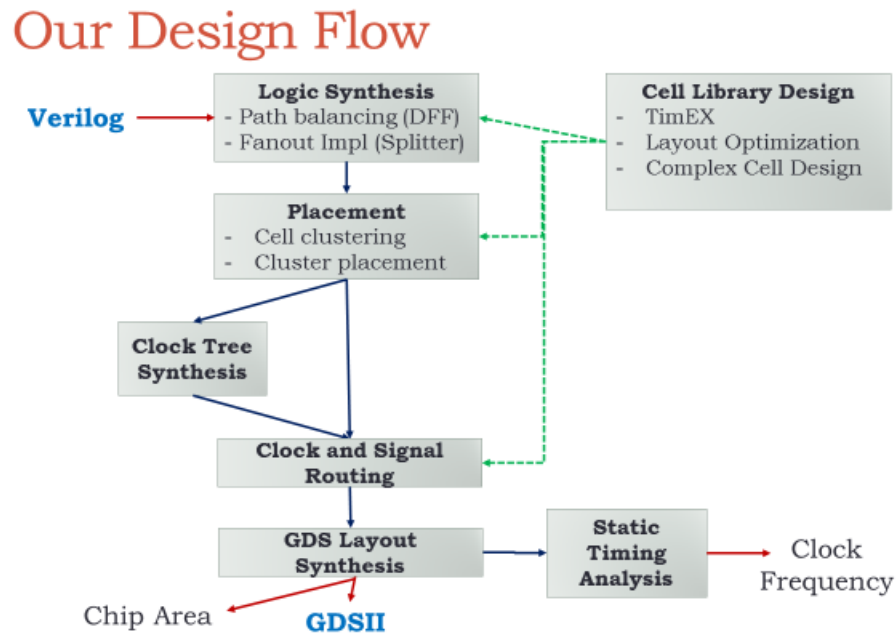 Our Design Flow
Verilog
Logic Synthesis
- Path balancing (DFF)
- Fanout Impl (Splitter)
Cell Library Design
- TimEX
- Layout Optimization
- Complex Cell Design
Placement
- Cell clustering
- Cluster placement
Clock Tree
Synthesis
Clock and Signal
Routing
GDS Layout
Synthesis
Static
Timing
Analysis
Clock
Frequency
Chip Area
GDSII